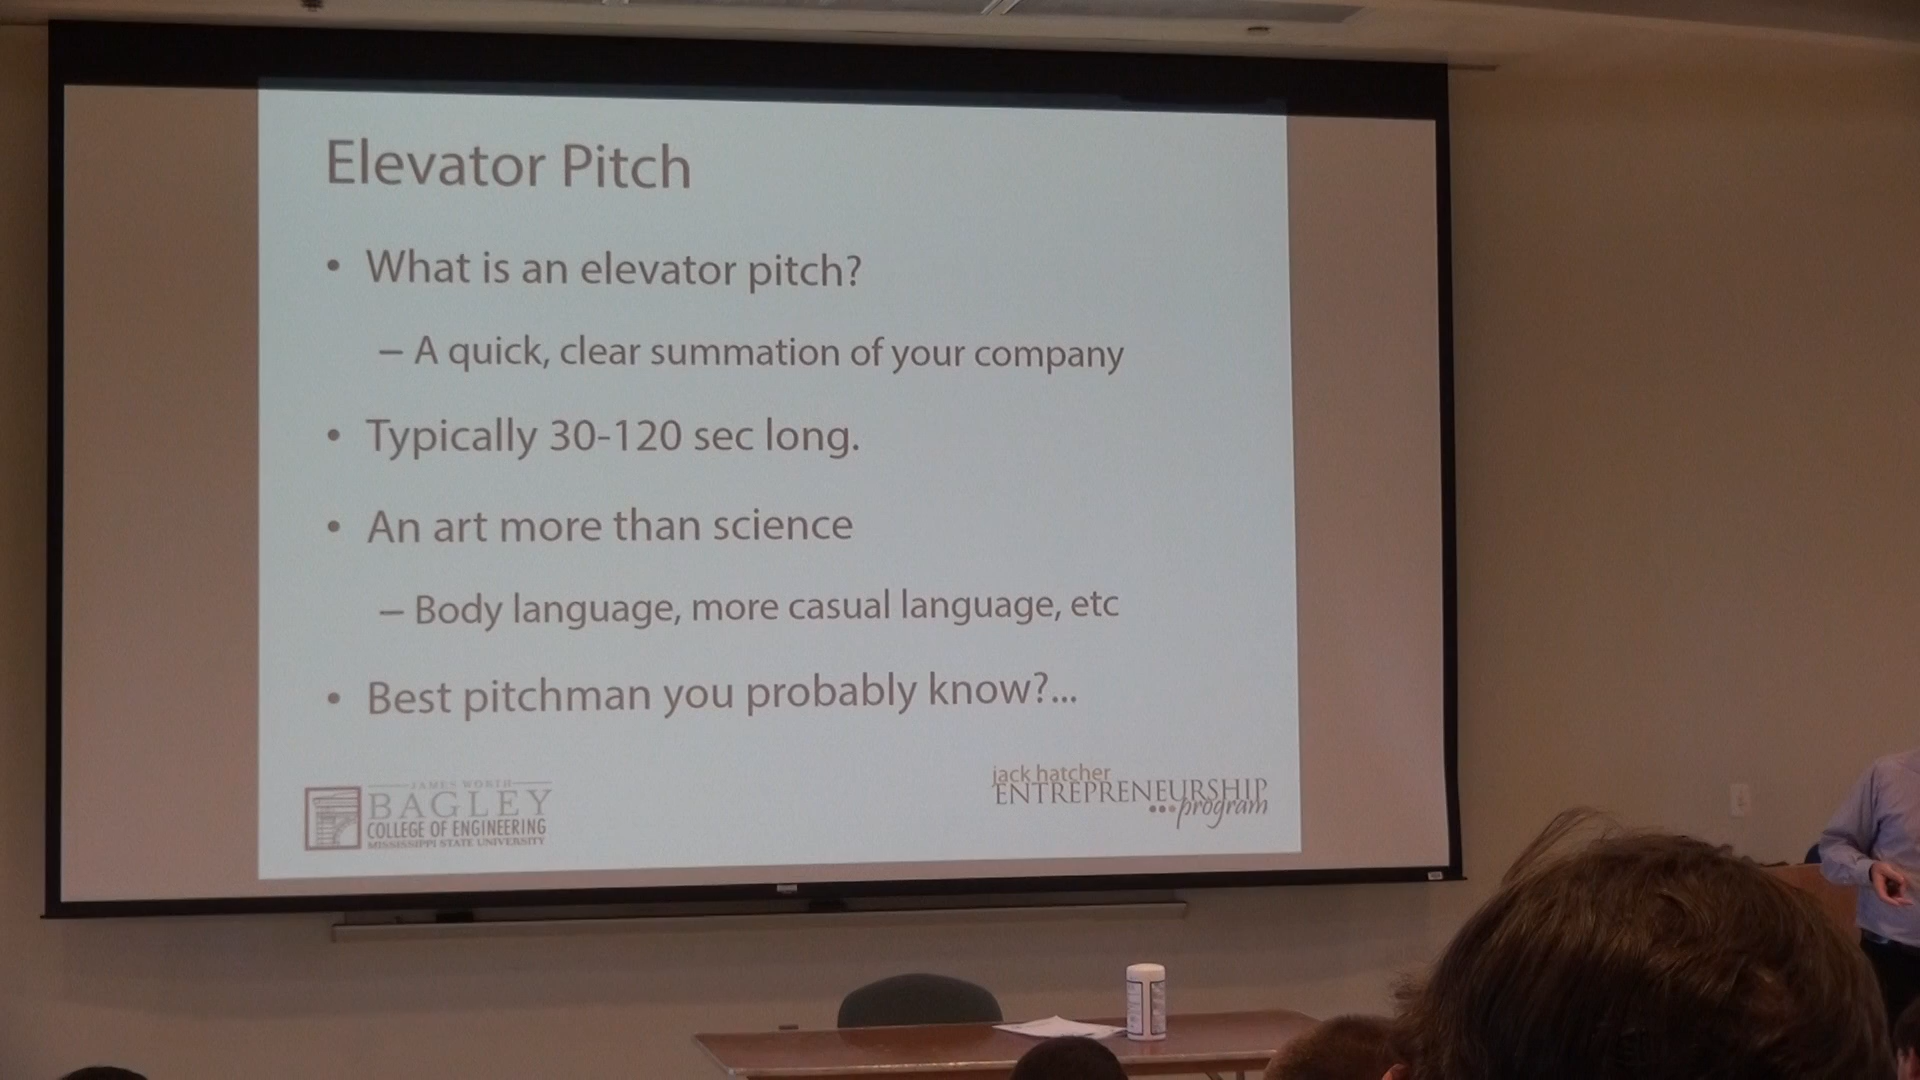 Elevator Pitch
• What is an elevator pitch?
– A quick, clear summation of your company
• Typically 30-120 sec long.
• An art more than science
– Body language, more casual language, etc
• Best pitchman you probably know?...
JAMES WORTH
BAGLEY
COLLEGE OF ENGINEERING
MISSISSIPPI STATE UNIVERSITY
jack hatcher
ENTREPRENEURSHIP
•••program